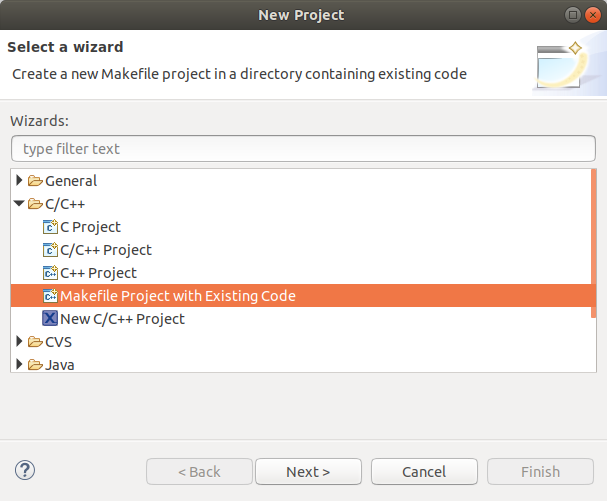 New Project
Select a wizard
Create a new Makefile project in a directory containing existing code
Wizards:
type filter text
General
C/C++
C Project
C/C++ Project
C++ Project
Makefile Project with Existing Code
New C/C++ Project
CVS
Java
? < Back Next > Cancel Finish